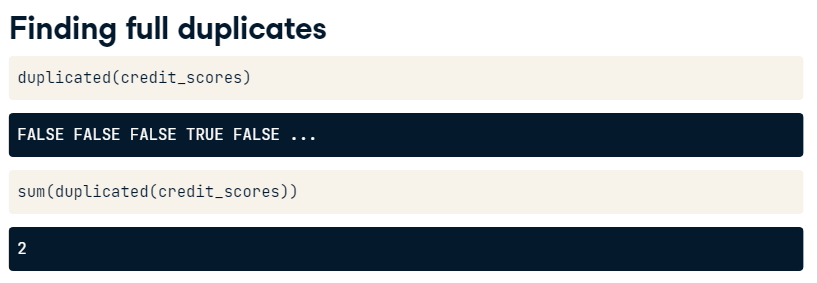 Finding full duplicates
duplicated(credit_scores)
FALSE FALSE FALSE TRUE FALSE ...
sum(duplicated(credit_scores))
2